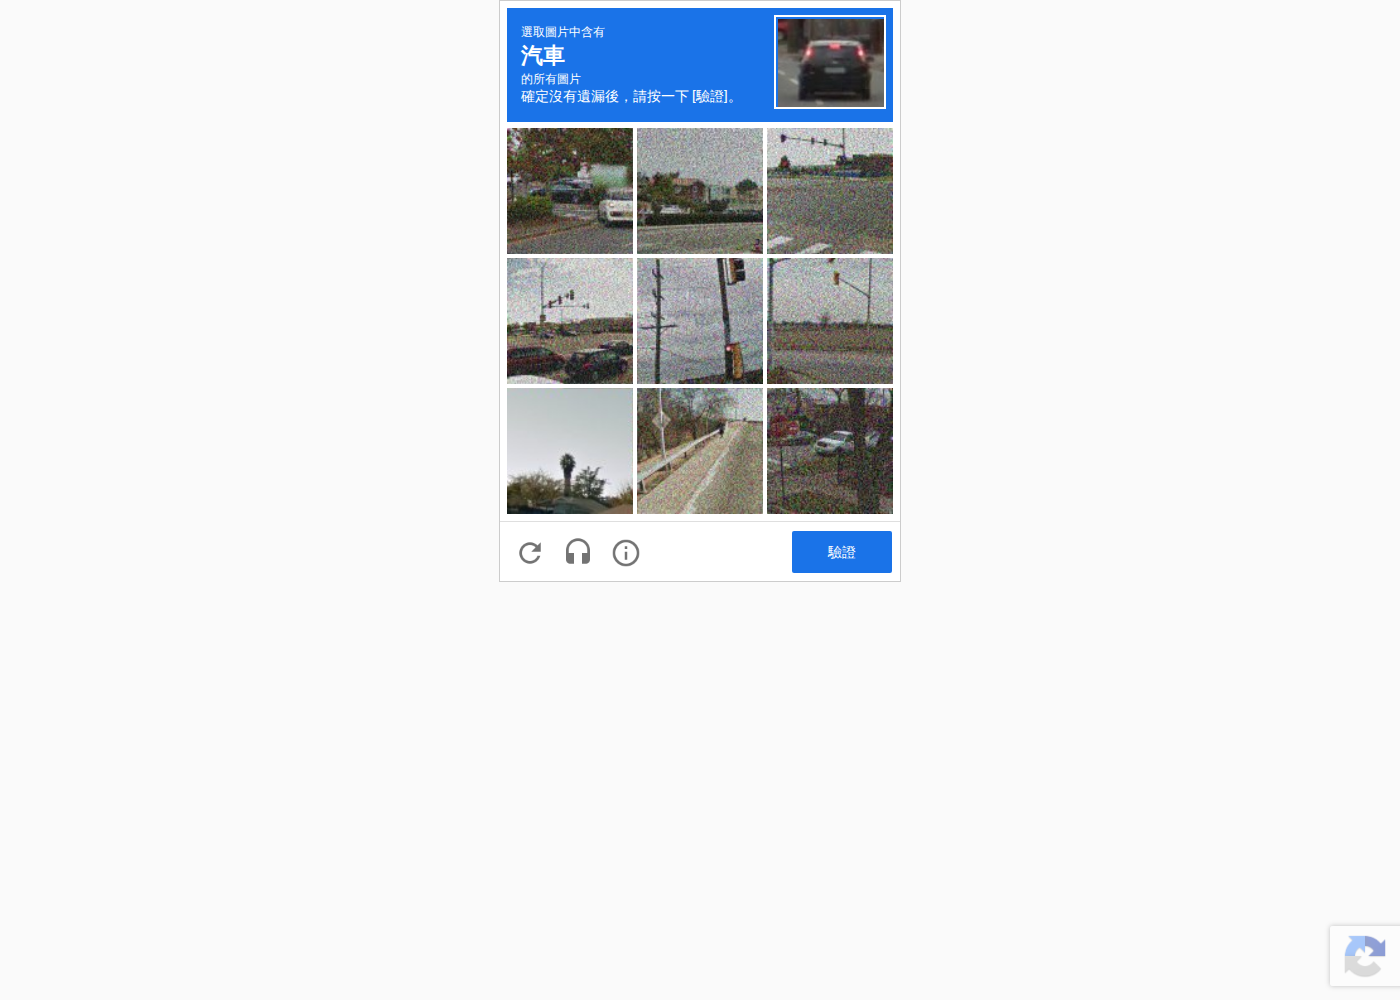 選取圖片中含有
汽車
的所有圖片
確定沒有遺漏後，請按一下 [驗證]。
驗證